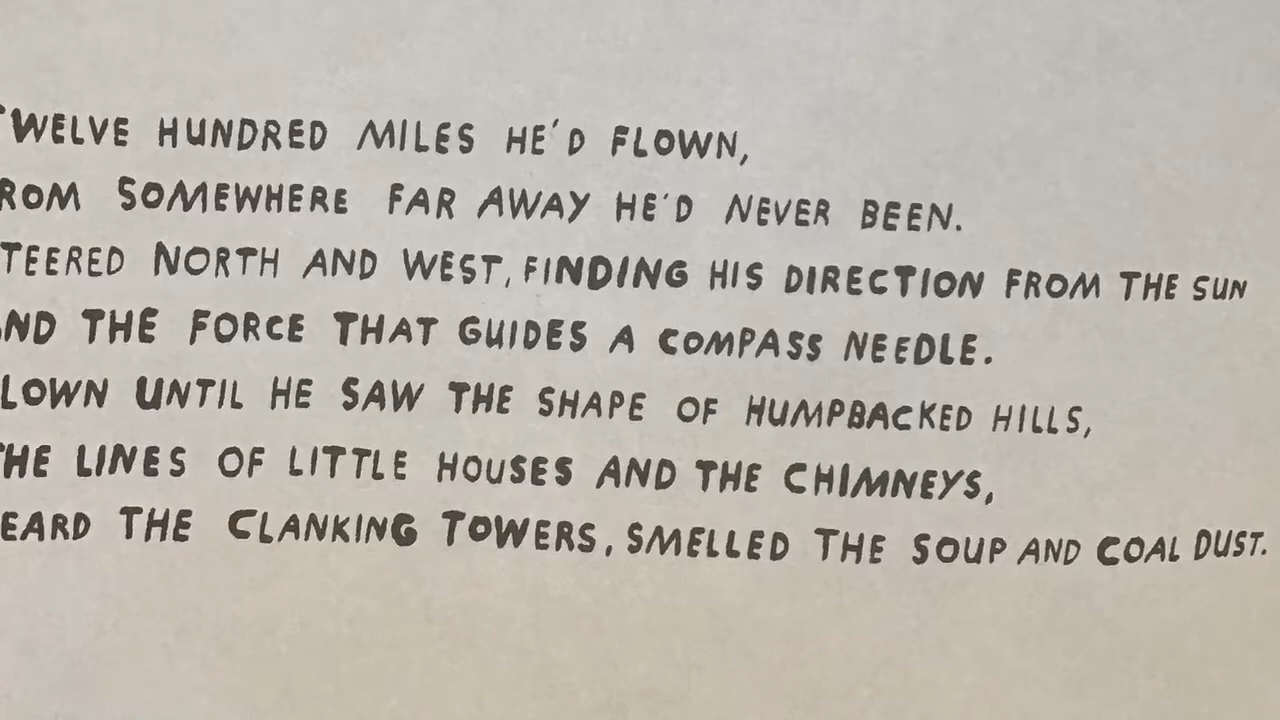 TWELVE HUNDRED MILES HE'D FLOWN,
ROM SOMEWHERE FAR AWAY HE'D NEVER BEEN.
TEERED NORTH AND WEST, FINDING HIS DIRECTION FROM THE SUN
ND THE FORCE THAT GUIDES A COMPASS NEEDLE.
LOWN UNTIL HE SAW THE SHAPE OF HUMPBACKED HILLS,
THE LINES OF LITTLE HOUSES AND THE CHIMNEYS,
EARD THE CLANKING TOWERS, SMELLED THE SOUP AND COAL DUST.